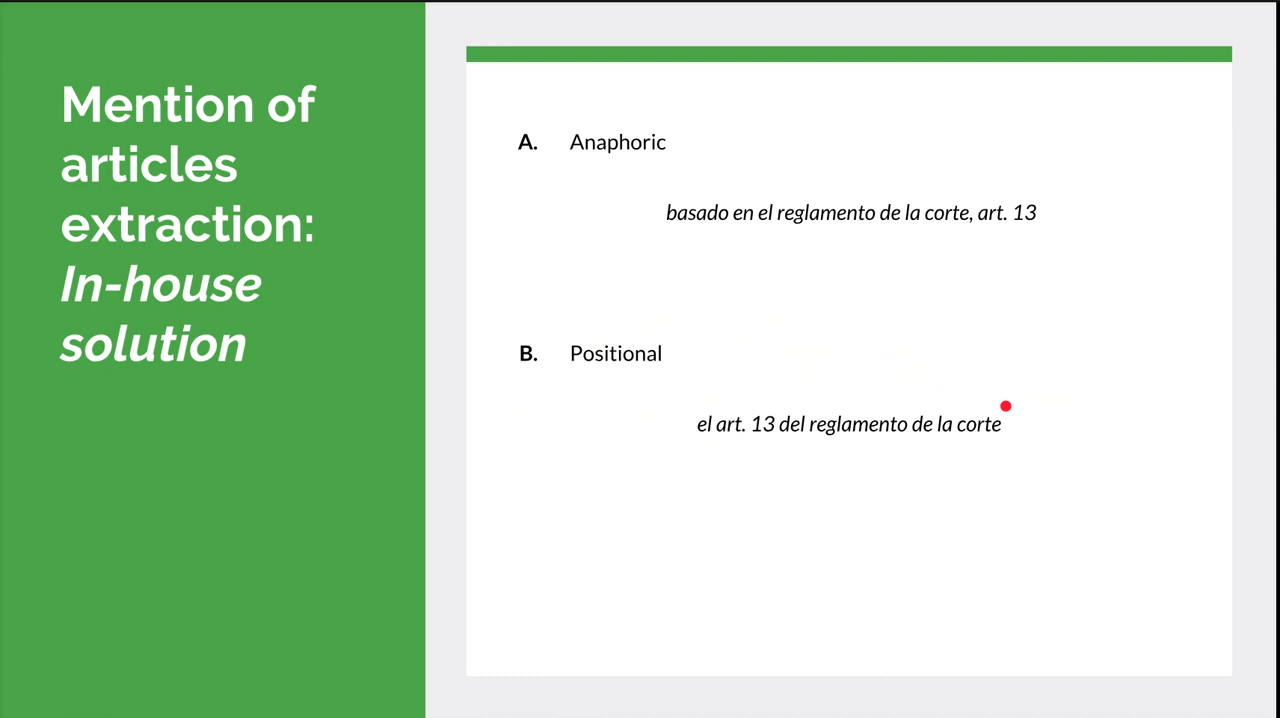 Mention of
articles
extraction:
In-house
solution
A. Anaphoric
basado en el reglamento de la corte, art. 13
B. Positional
el art. 13 del reglamento de la corte